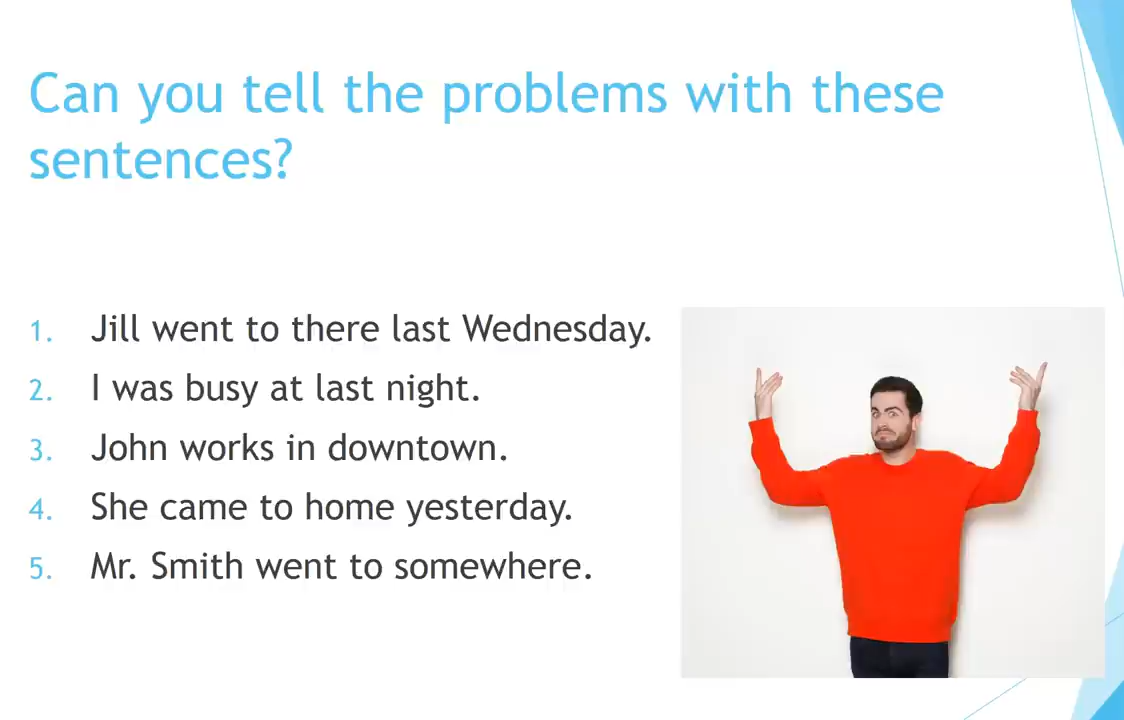 Can you tell the problems with these
sentences?
1. Jill went to there last Wednesday.
2. I was busy at last night.
3. John works in downtown.
4. She came to home yesterday.
5. Mr. Smith went to somewhere.